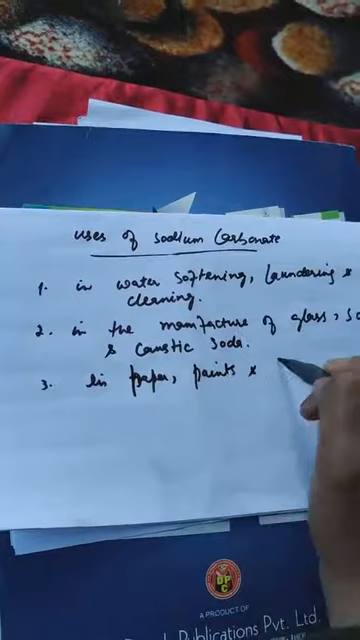 uses of Sodium Carbonate
1. in water softening, laundering &
cleaning.
2. in the manufacture of glass, so
& Caustic Soda.
3. in paper, paints &
DPC
A PRODUCT OF
Publications Pvt. Ltd.